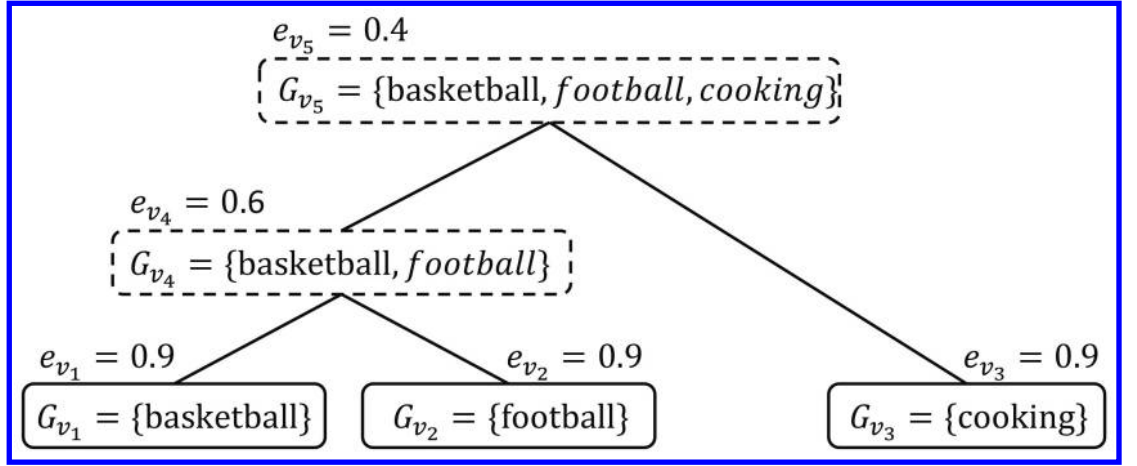 e_{v_5} = 0.4
G_{v_5} = {basketball, football, cooking}
e_{v_4} = 0.6
G_{v_4} = {basketball, football}
e_{v_1} = 0.9 e_{v_2} = 0.9 e_{v_3} = 0.9
G_{v_1} = {basketball} G_{v_2} = {football} G_{v_3} = {cooking}